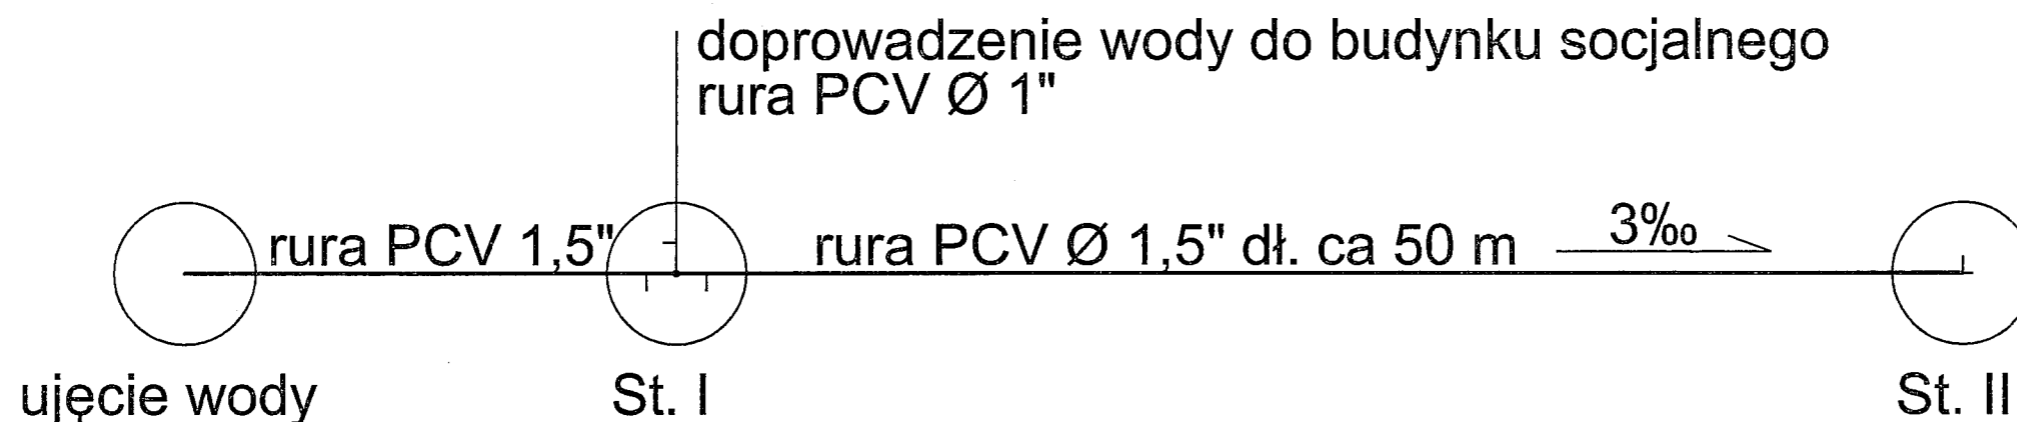 doprowadzenie wody do budynku socjalnego
rura PCV Ø 1"
rura PCV 1,5"
rura PCV Ø 1,5" dł. ca 50 m
3‰
ujęcie wody
St. I
St. II